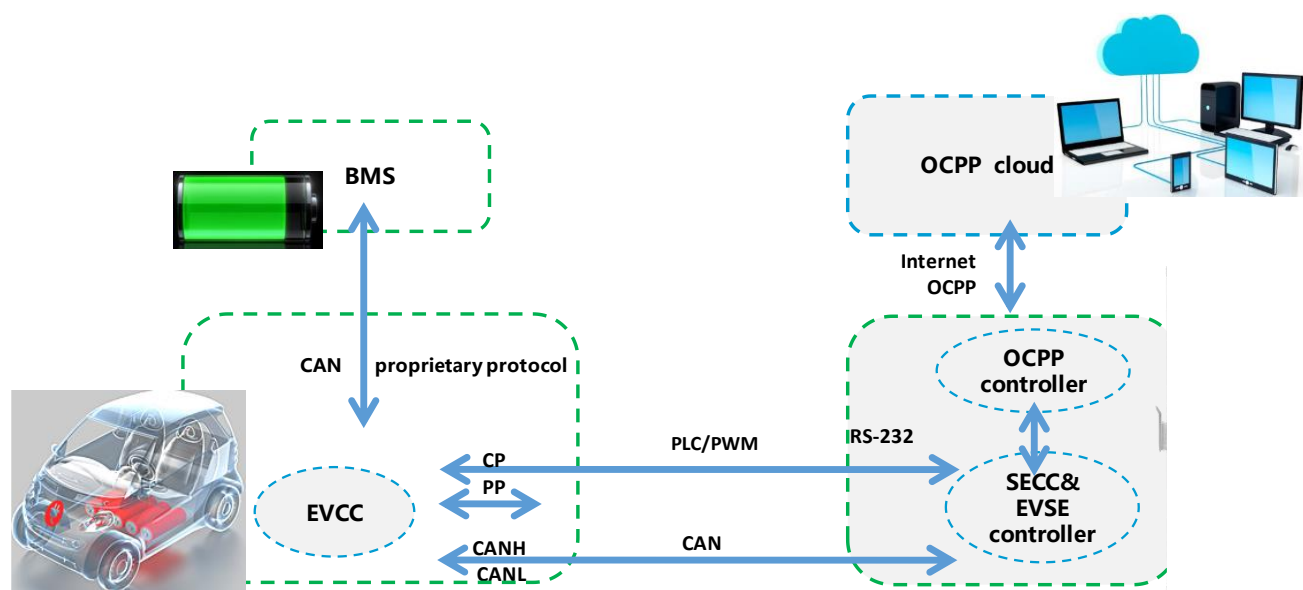 BMS
OCPP cloud
Internet
OCPP
CAN
proprietary protocol
OCPP
controller
PLC/PWM
RS-232
CP
PP
SECC&
EVSE
controller
EVCC
CANH
CANL
CAN